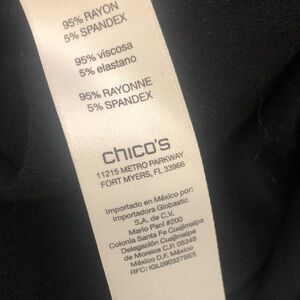 95% RAYON
5% SPANDEX
95% viscosa
5% elastano
95% RAYONNE
5% SPANDEX
chico's
11215 METRO PARKWAY
FORT MYERS, FL 33966
Importado en México por:
Importadora Globastic
S.A. de C.V.
Mario Pani #200
Colonia Santa Fe Cuajimalpa
Delegación Cuajimalpa
de Morelos C.P. 05348
México D.F. México
RFC: IGL090327SE5